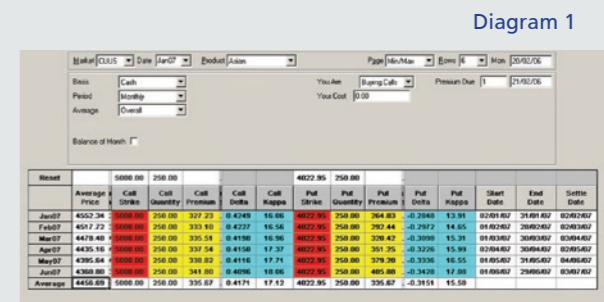 Diagram 1
Market CUUS Date Jan07 Product Asian Page Min/Max Rows 6 Mon 20/02/06
Basis Cash You Are Buying Calls Premium Due 1 21/02/06
Period Monthly Your Cost 0.00
Average Overall
Balance of Month
Reset 5000.00 250.00 4022.95 250.00
Average Price Call Strike Call Quantity Call Premium Call Delta Call Kappa Put Strike Put Quantity Put Premium Put Delta Put Kappa Start Date End Date Settle Date
Jan07 4552.34 5000.00 250.00 327.23 0.4249 16.06 4022.95 250.00 264.03 -0.2848 13.91 02/01/07 31/01/07 02/02/07
Feb07 4517.22 5000.00 250.00 333.10 0.4227 16.56 4022.95 250.00 292.44 -0.2972 14.65 01/02/07 28/02/07 02/03/07
Mar07 4478.48 5000.00 250.00 335.51 0.4198 16.96 4022.95 250.00 320.42 -0.3098 15.31 01/03/07 30/03/07 03/04/07
Apr07 4435.16 5000.00 250.00 337.54 0.4158 17.37 4022.95 250.00 351.25 -0.3226 15.99 02/04/07 30/04/07 02/05/07
May07 4395.64 5000.00 250.00 338.82 0.4116 17.71 4022.95 250.00 379.20 -0.3336 16.55 01/05/07 31/05/07 04/06/07
Jun07 4360.80 5000.00 250.00 341.80 0.4096 18.06 4022.95 250.00 405.88 -0.3428 17.08 01/06/07 29/06/07 03/07/07
Average 4456.69 5000.00 250.00 335.67 0.4171 17.12 4022.95 250.00 335.67 -0.3151 15.58